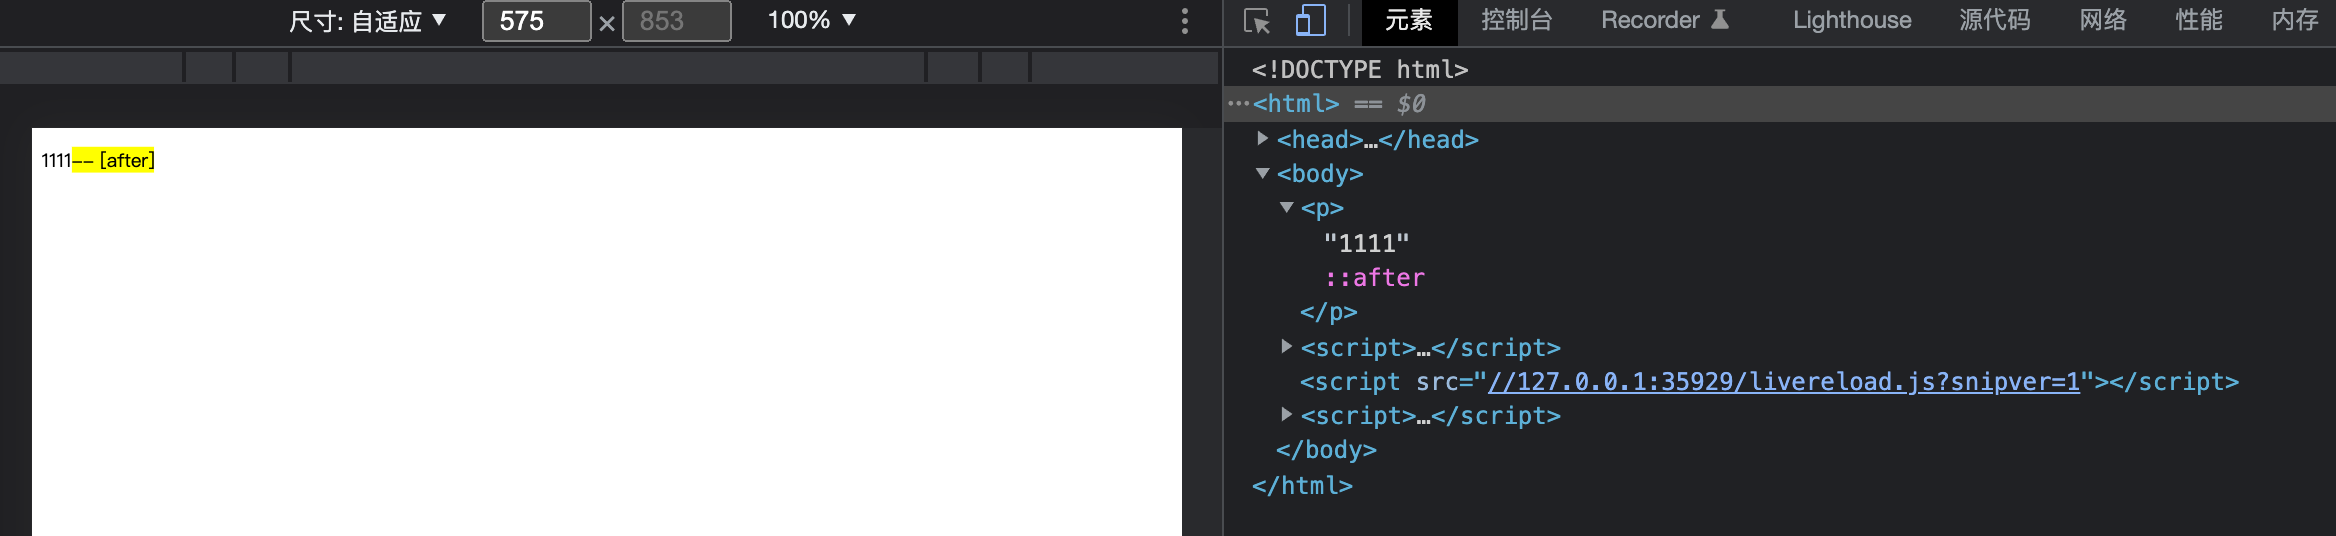 尺寸: 自适应 ▼ 575 × 853 100% ▼
元素 控制台 Recorder Lighthouse 源代码 网络 性能 内存
1111-- [after]
<!DOCTYPE html>
···<html> == $0
▶<head>…</head>
▼<body>
▼<p>
"1111"
::after
</p>
▶<script>…</script>
<script src="//127.0.0.1:35929/livereload.js?snipver=1"></script>
▶<script>…</script>
</body>
</html>